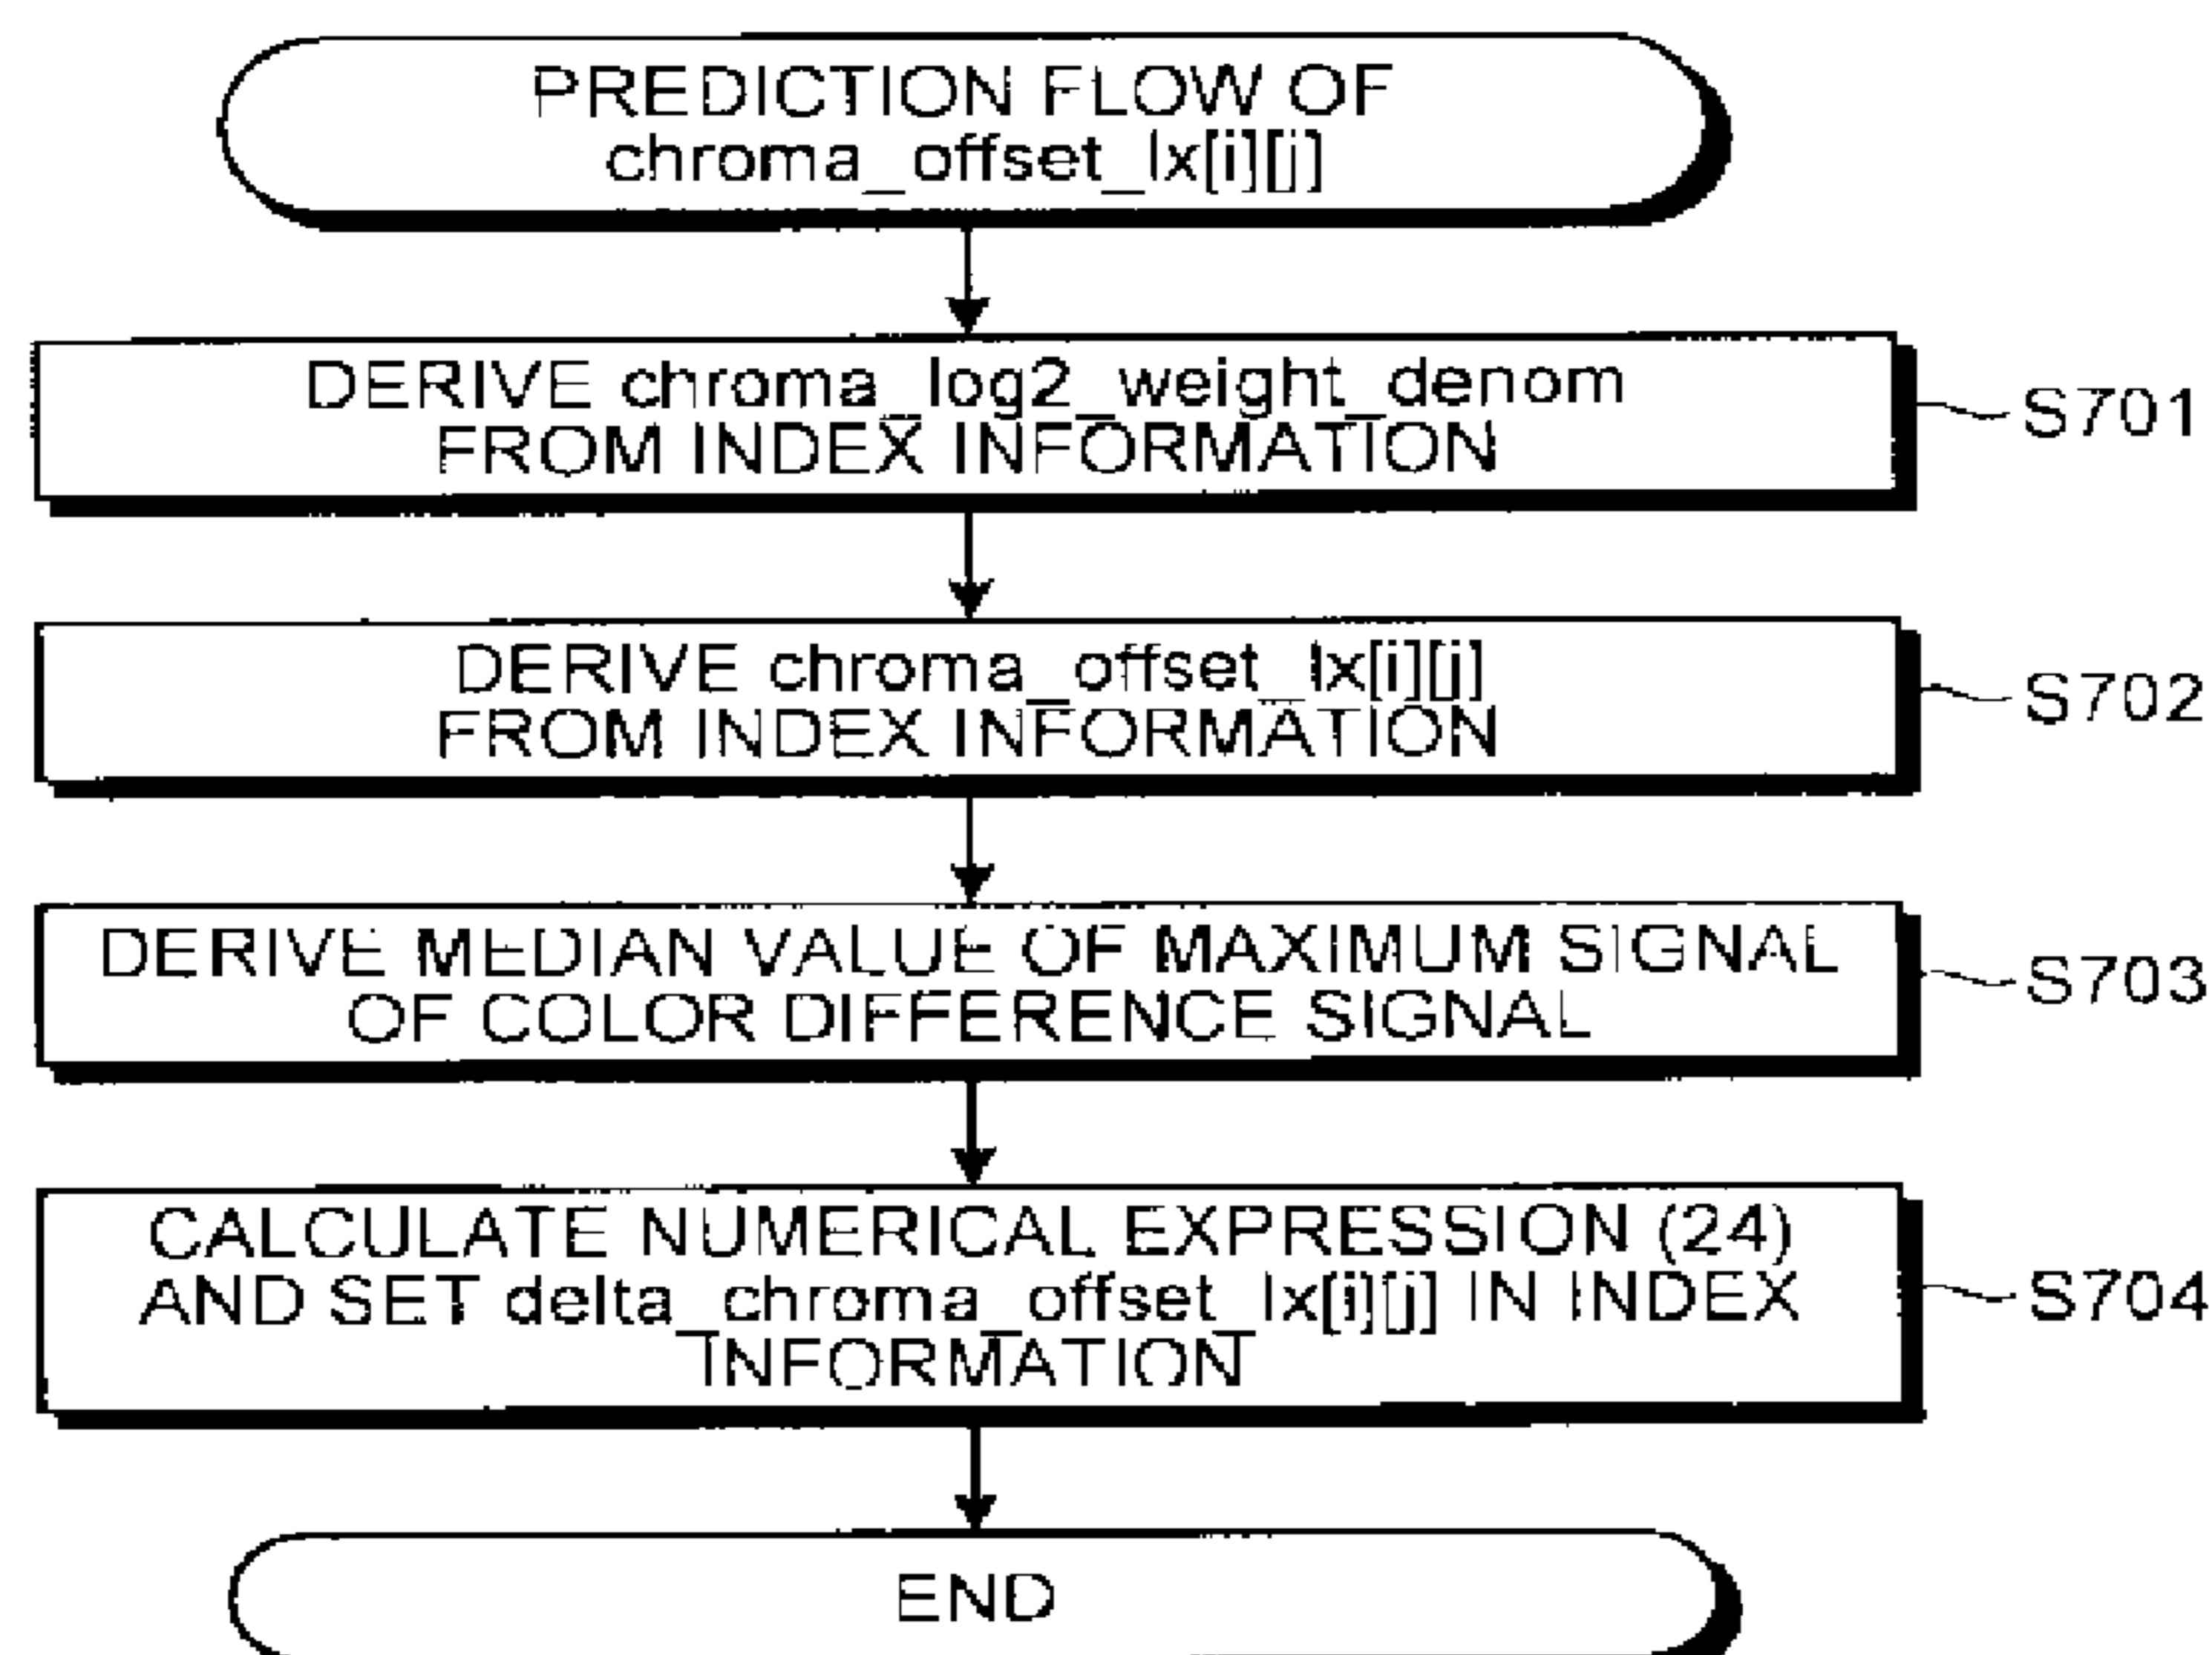 PREDICTION FLOW OF
chroma_offset_lx[i][j]
DERIVE chroma_log2_weight_denom
FROM INDEX INFORMATION
S701
DERIVE chroma_offset_lx[i][j]
FROM INDEX INFORMATION
S702
DERIVE MEDIAN VALUE OF MAXIMUM SIGNAL
OF COLOR DIFFERENCE SIGNAL
S703
CALCULATE NUMERICAL EXPRESSION (24)
AND SET delta_chroma_offset_lx[i][j] IN INDEX
INFORMATION
S704
END